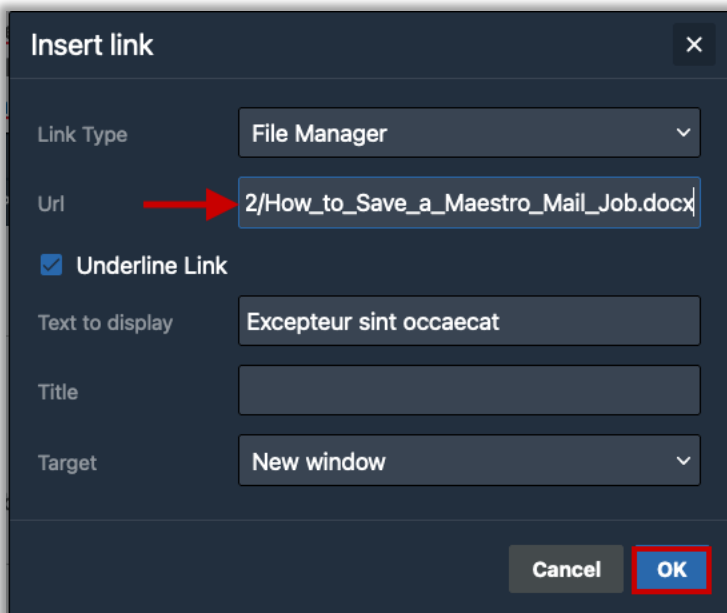 Insert link
Link Type
File Manager
Url
2/How_to_Save_a_Maestro_Mail_Job.docx
Underline Link
Text to display
Excepteur sint occaecat
Title
Target
New window
Cancel
OK